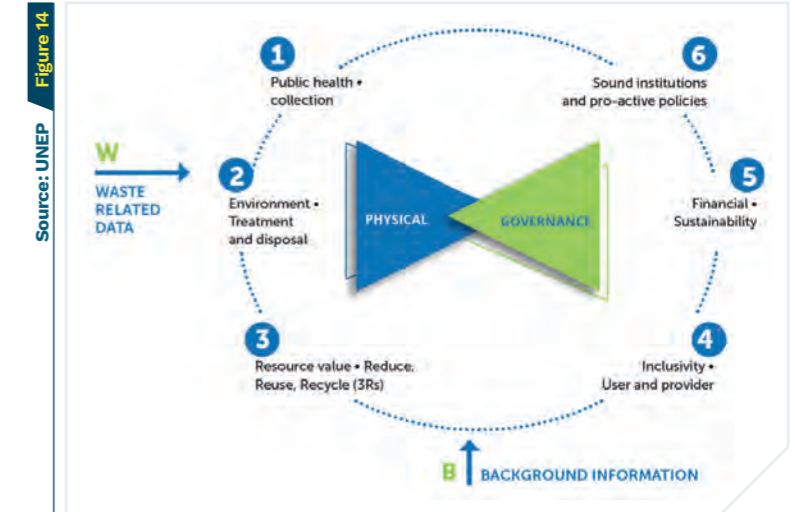 Figure 14
Source: UNEP
1
Public health •
collection
6
Sound institutions
and pro-active policies
W
WASTE
RELATED
DATA
2
Environment •
Treatment
and disposal
PHYSICAL
GOVERNANCE
5
Financial •
Sustainability
3
Resource value • Reduce,
Reuse, Recycle (3Rs)
4
Inclusivity •
User and provider
B
BACKGROUND INFORMATION